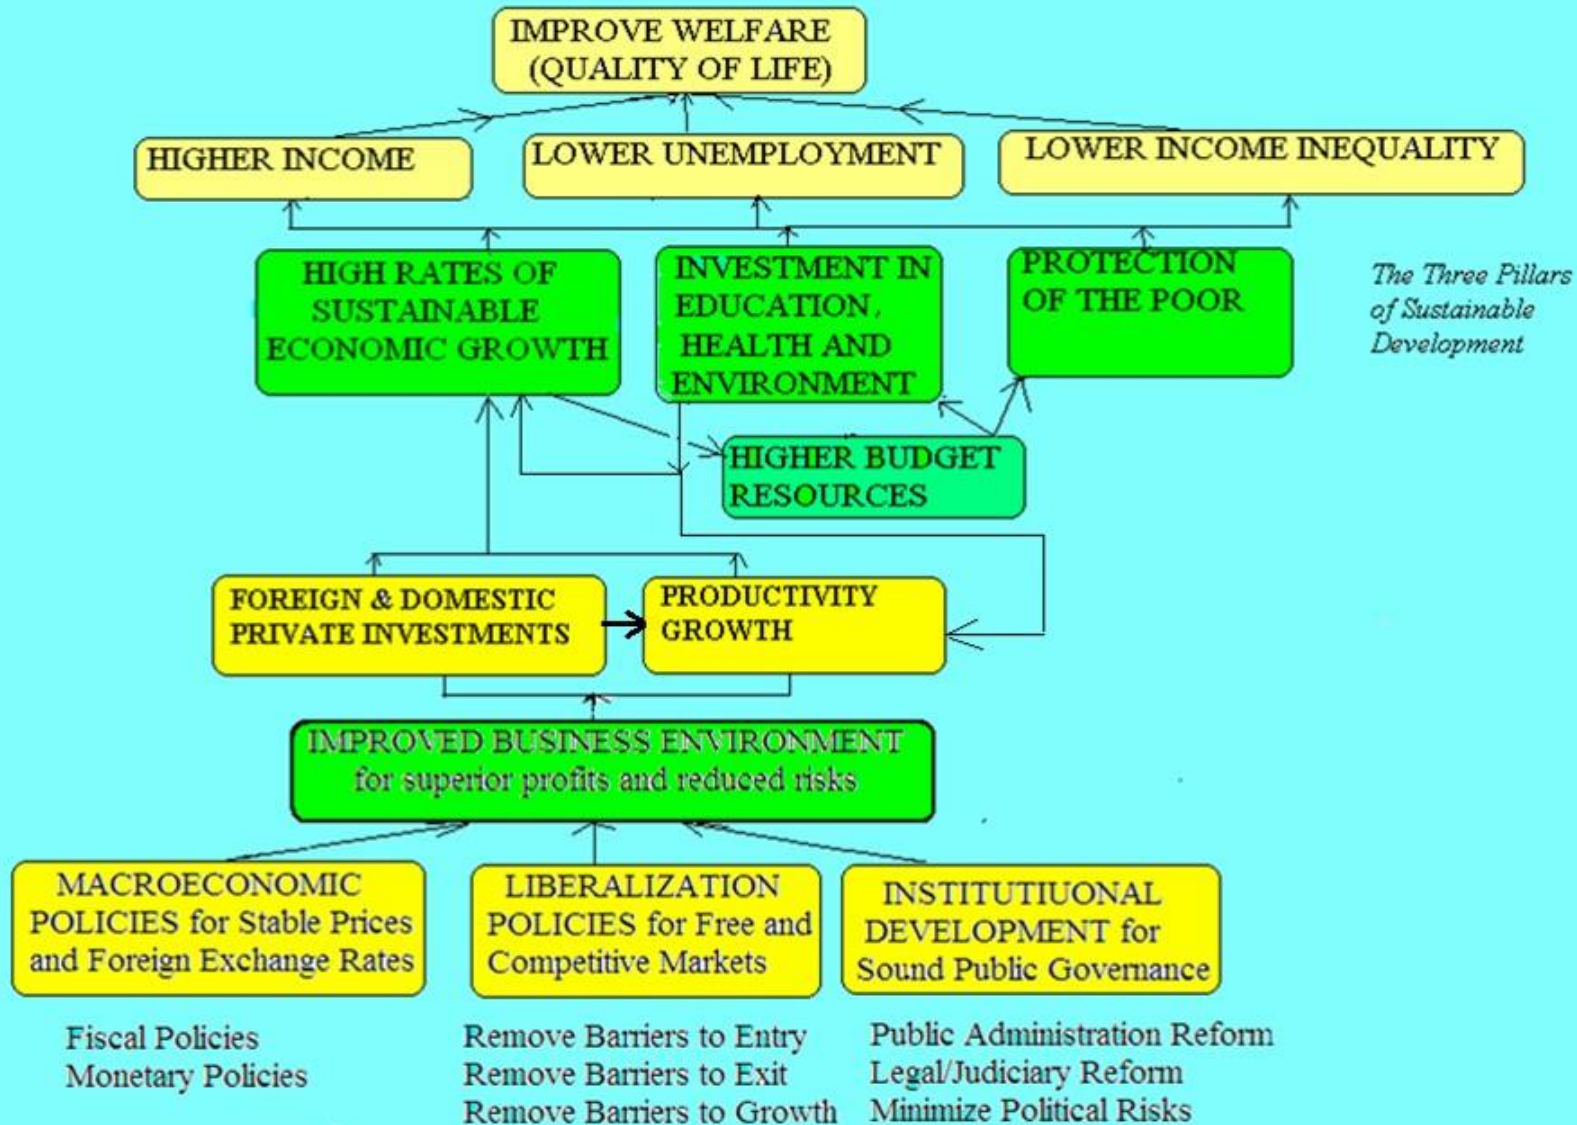 IMPROVE WELFARE
(QUALITY OF LIFE)
HIGHER INCOME
LOWER UNEMPLOYMENT
LOWER INCOME INEQUALITY
HIGH RATES OF
SUSTAINABLE
ECONOMIC GROWTH
INVESTMENT IN
EDUCATION,
HEALTH AND
ENVIRONMENT
PROTECTION
OF THE POOR
The Three Pillars
of Sustainable
Development
HIGHER BUDGET
RESOURCES
FOREIGN & DOMESTIC
PRIVATE INVESTMENTS
PRODUCTIVITY
GROWTH
IMPROVED BUSINESS ENVIRONMENT
for superior profits and reduced risks
MACROECONOMIC
POLICIES for Stable Prices
and Foreign Exchange Rates
LIBERALIZATION
POLICIES for Free and
Competitive Markets
INSTITUTIUONAL
DEVELOPMENT for
Sound Public Governance
Fiscal Policies
Monetary Policies
Remove Barriers to Entry
Remove Barriers to Exit
Remove Barriers to Growth
Public Administration Reform
Legal/Judiciary Reform
Minimize Political Risks